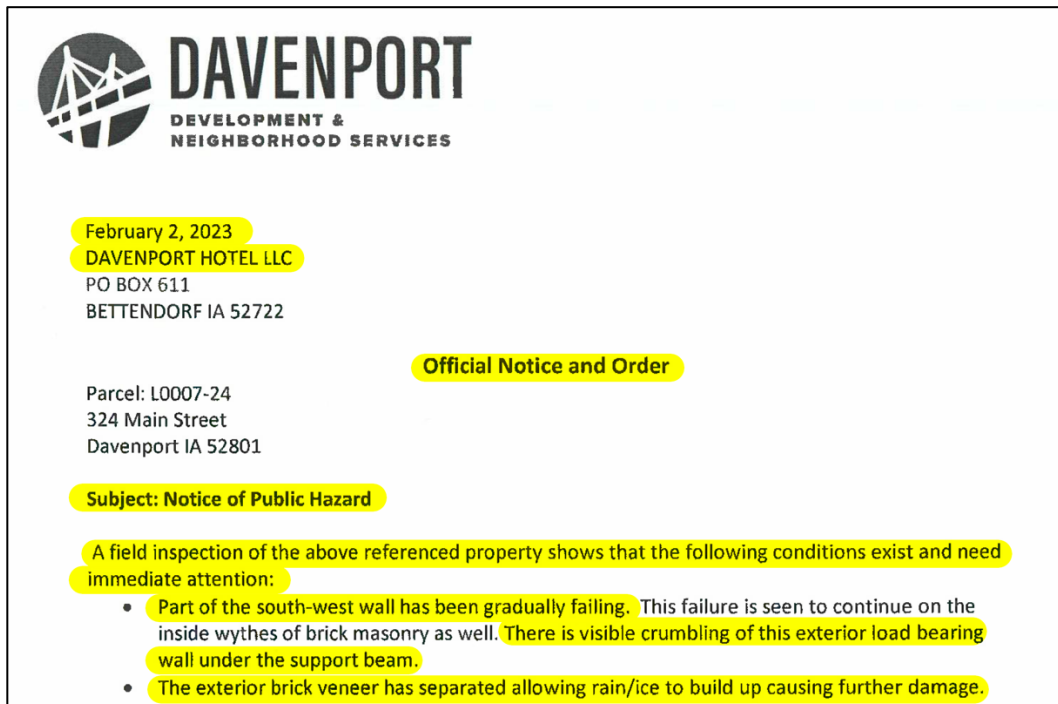 DAVENPORT
DEVELOPMENT &
NEIGHBORHOOD SERVICES
February 2, 2023
DAVENPORT HOTEL LLC
PO BOX 611
BETTENDORF IA 52722
Official Notice and Order
Parcel: L0007-24
324 Main Street
Davenport IA 52801
Subject: Notice of Public Hazard
A field inspection of the above referenced property shows that the following conditions exist and need
immediate attention:
• Part of the south-west wall has been gradually failing. This failure is seen to continue on the
inside wythes of brick masonry as well. There is visible crumbling of this exterior load bearing
wall under the support beam.
• The exterior brick veneer has separated allowing rain/ice to build up causing further damage.